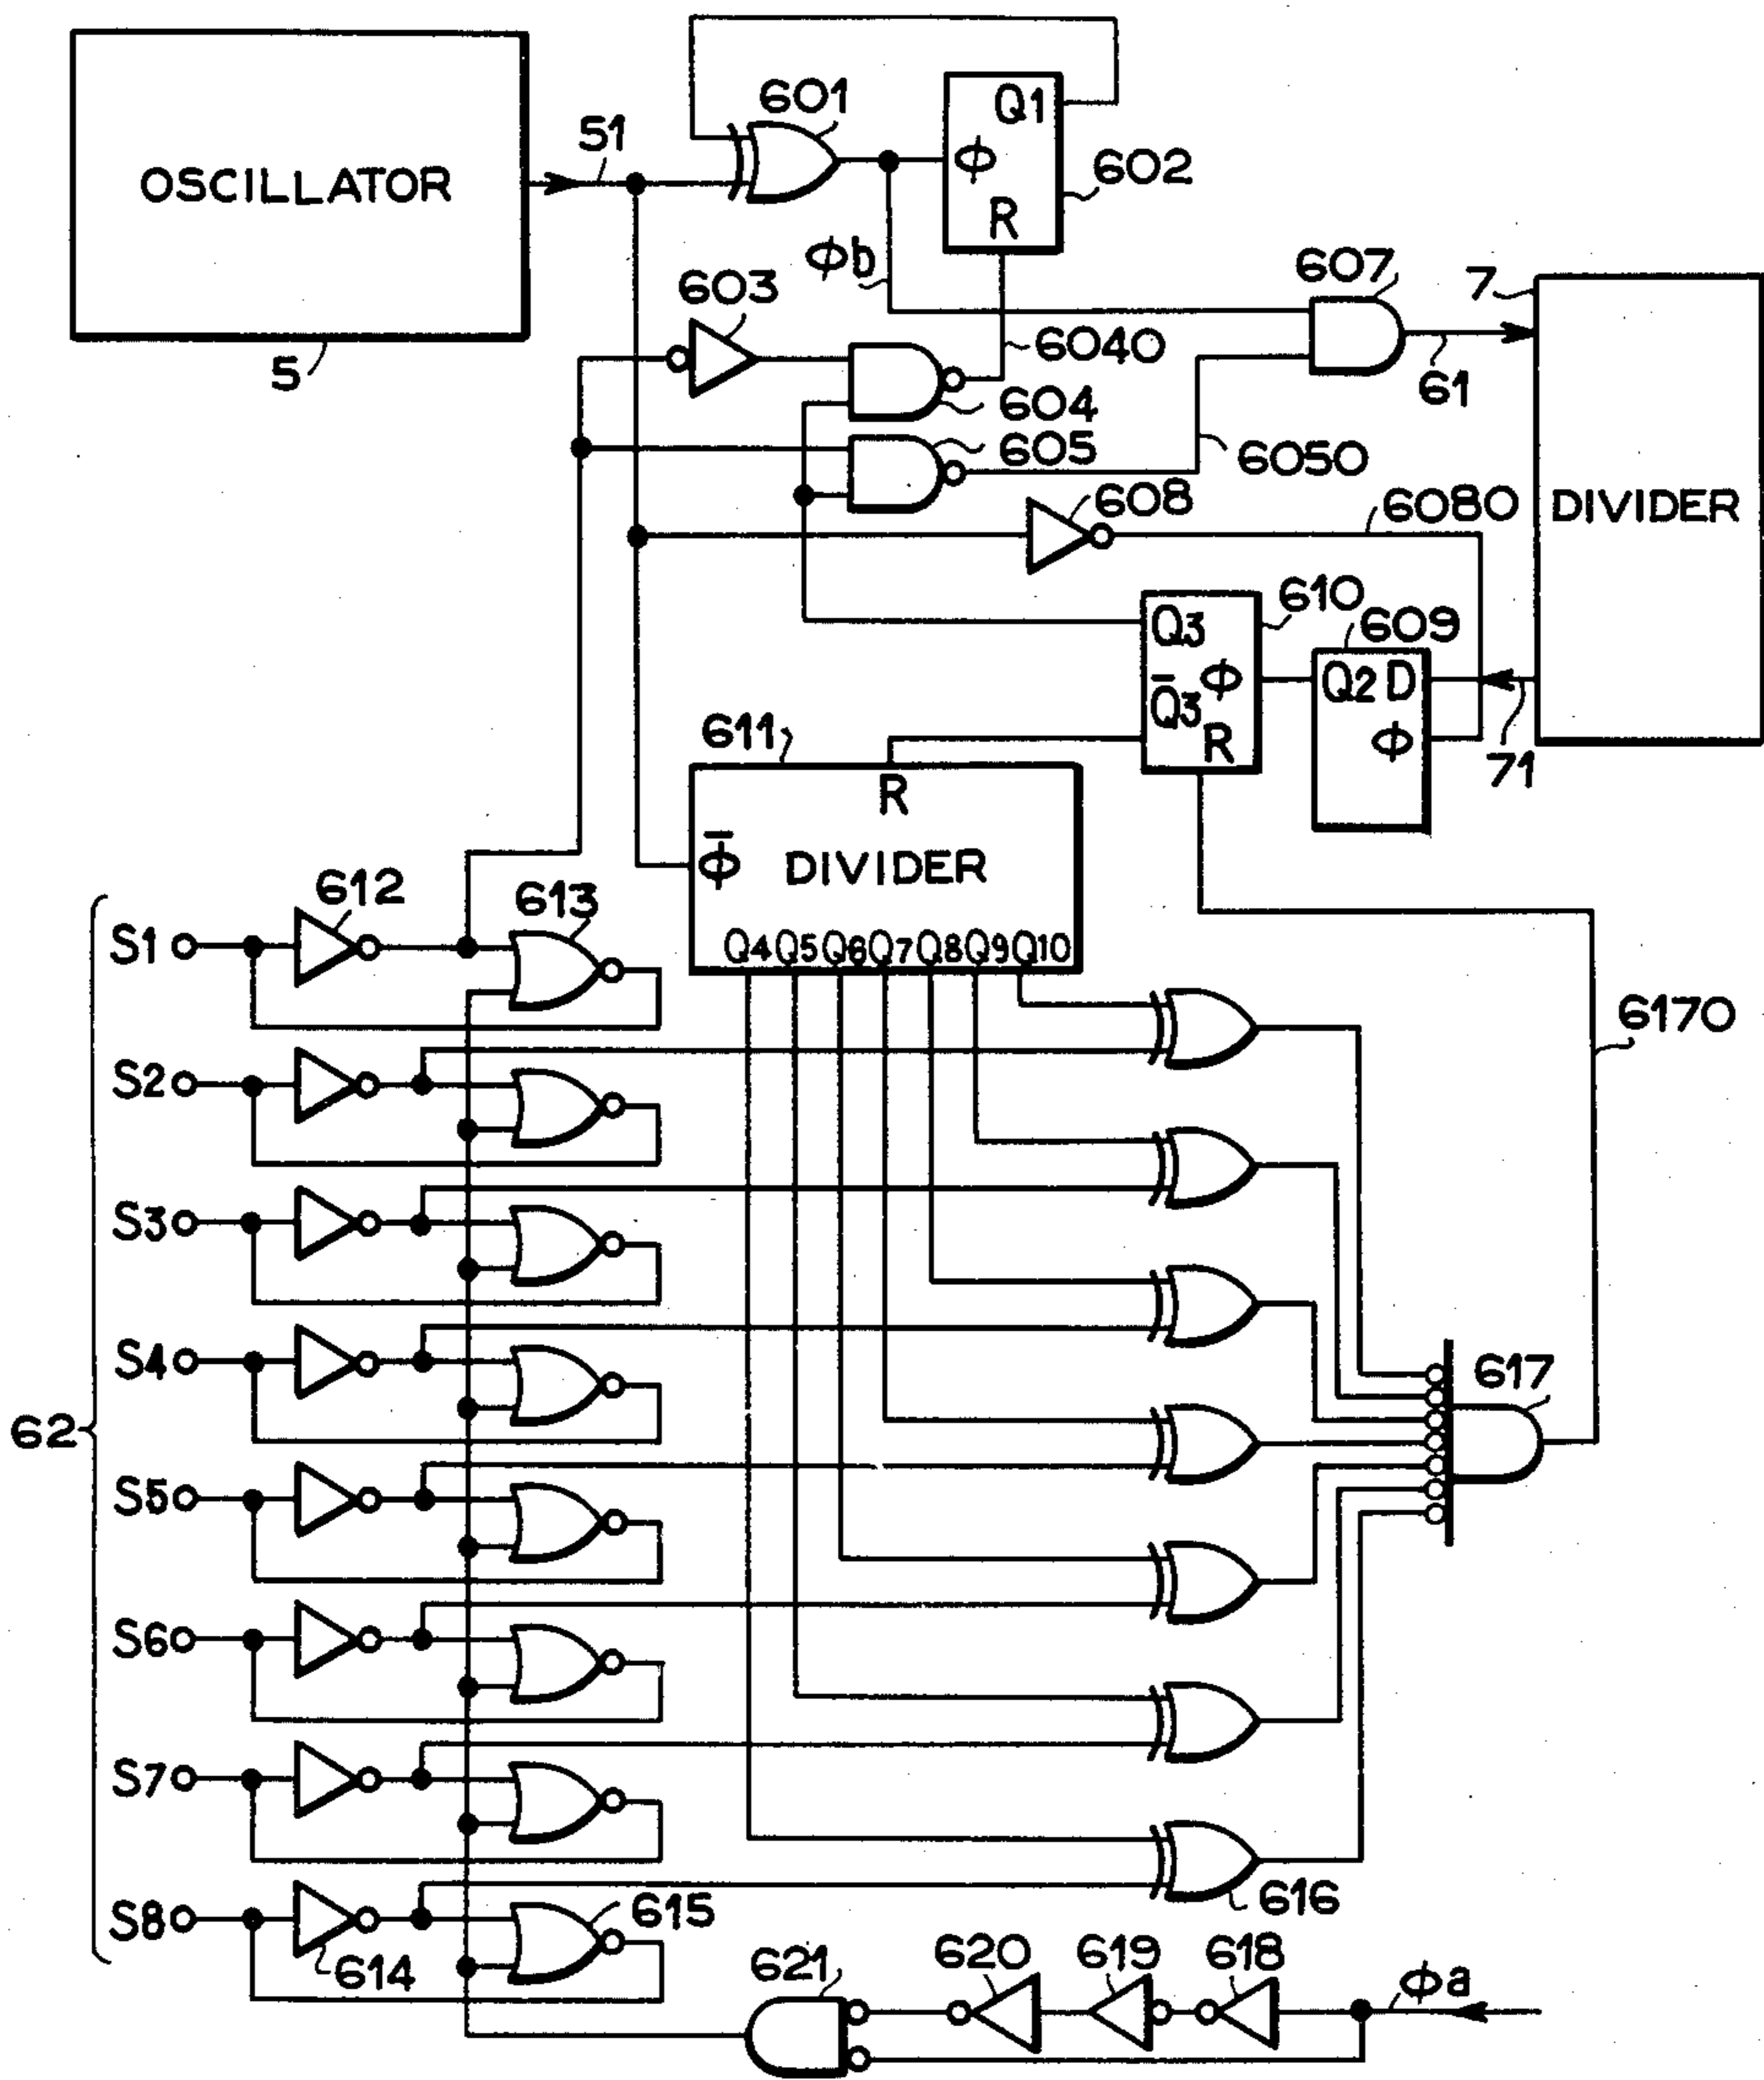 601
51
Q1
ϕ
R
602
OSCILLATOR
5
ϕb
603
6040
607
7
61
604
605
6050
608
6080
DIVIDER
610
609
Q3
Q̅3 ϕ
R
Q2 D
ϕ
71
611
R
ϕ̅ DIVIDER
Q4 Q5 Q6 Q7 Q8 Q9 Q10
612
613
S1
6170
S2
S3
S4
62
617
S5
S6
S7
616
S8
614
615
621
620
619
618
ϕa